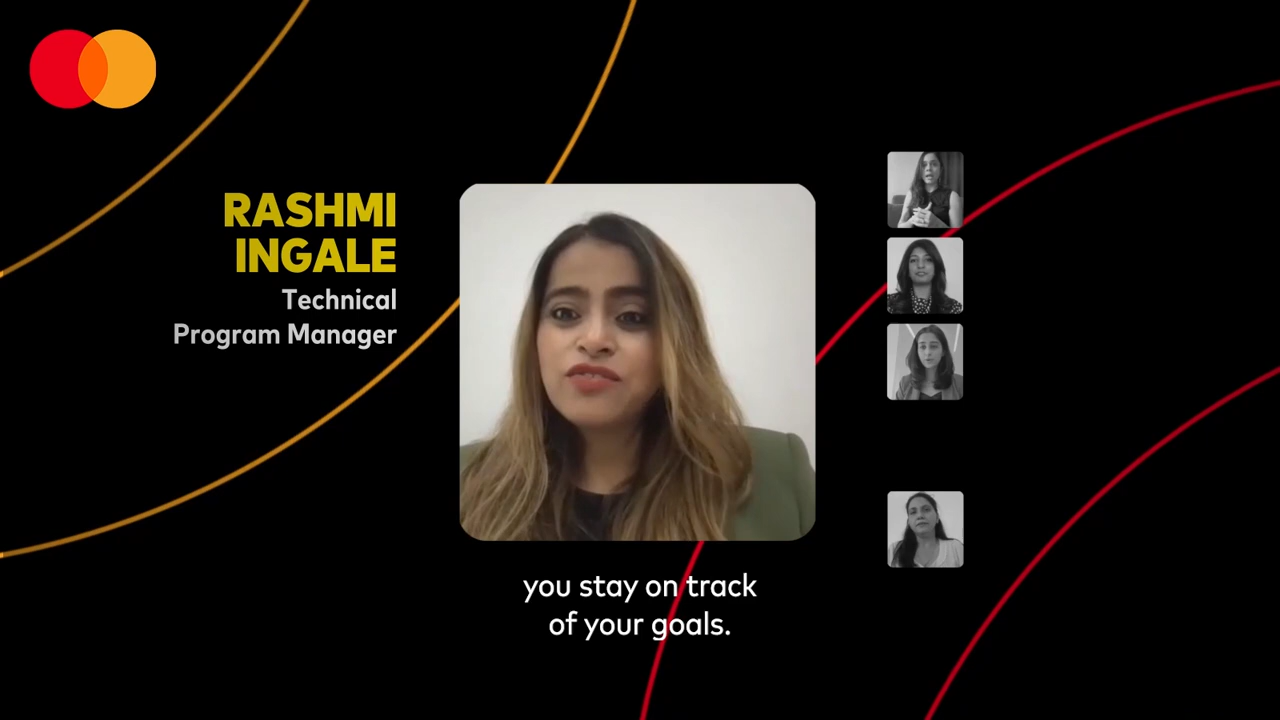 RASHMI
INGALE
Technical
Program Manager
you stay on track
of your goals.